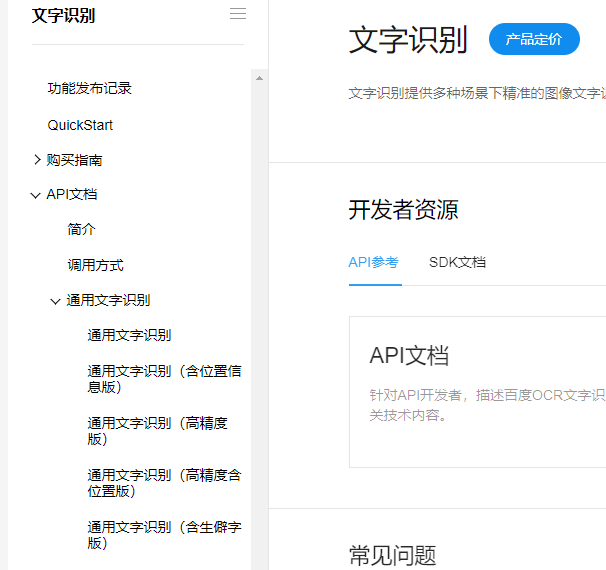 文字识别
功能发布记录
QuickStart
购买指南
API文档
简介
调用方式
通用文字识别
通用文字识别
通用文字识别（含位置信
息版）
通用文字识别（高精度
版）
通用文字识别（高精度含
位置版）
通用文字识别（含生僻字
版）
文字识别
产品定价
文字识别提供多种场景下精准的图像文字
开发者资源
API参考 SDK文档
API文档
针对API开发者，描述百度OCR文字识
关技术内容。
常见问题